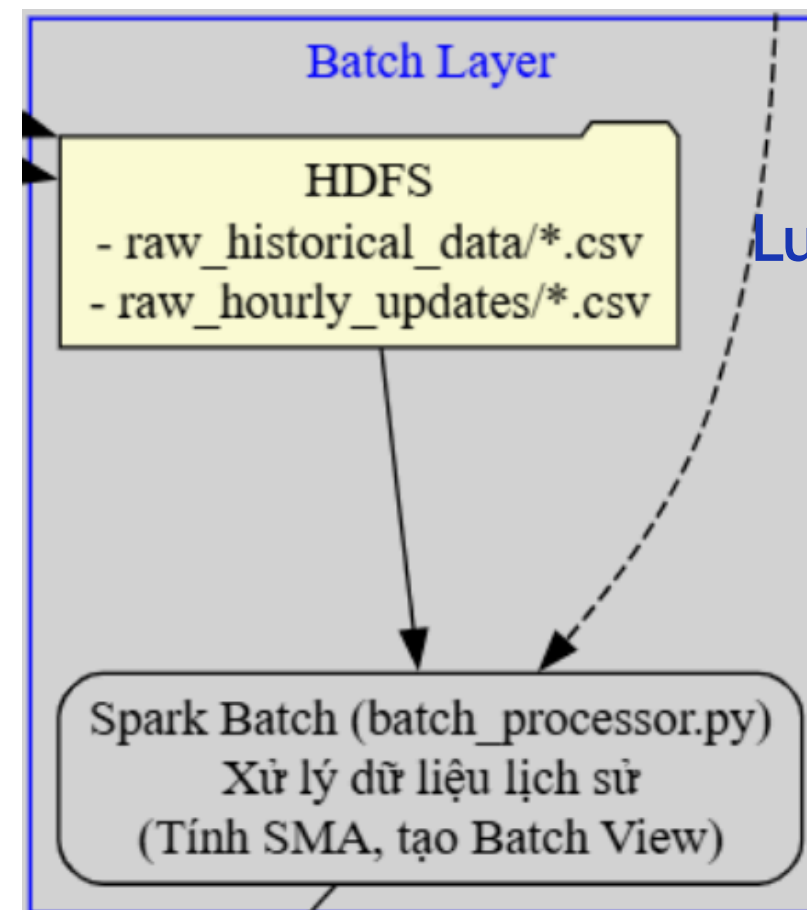 Batch Layer
HDFS
- raw_historical_data/*.csv
- raw_hourly_updates/*.csv
Lu
Spark Batch (batch_processor.py)
Xử lý dữ liệu lịch sử
(Tính SMA, tạo Batch View)